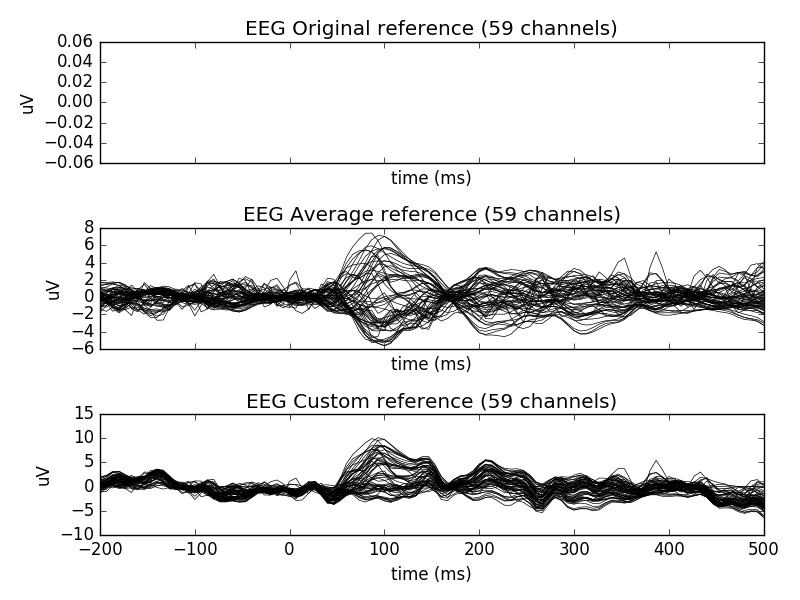 EEG Original reference (59 channels)
0.06
0.04
0.02
0.00
−0.02
−0.04
−0.06
uV
time (ms)
EEG Average reference (59 channels)
8
6
4
2
0
−2
−4
−6
uV
time (ms)
EEG Custom reference (59 channels)
15
10
5
0
−5
−10
uV
−200 −100 0 100 200 300 400 500
time (ms)